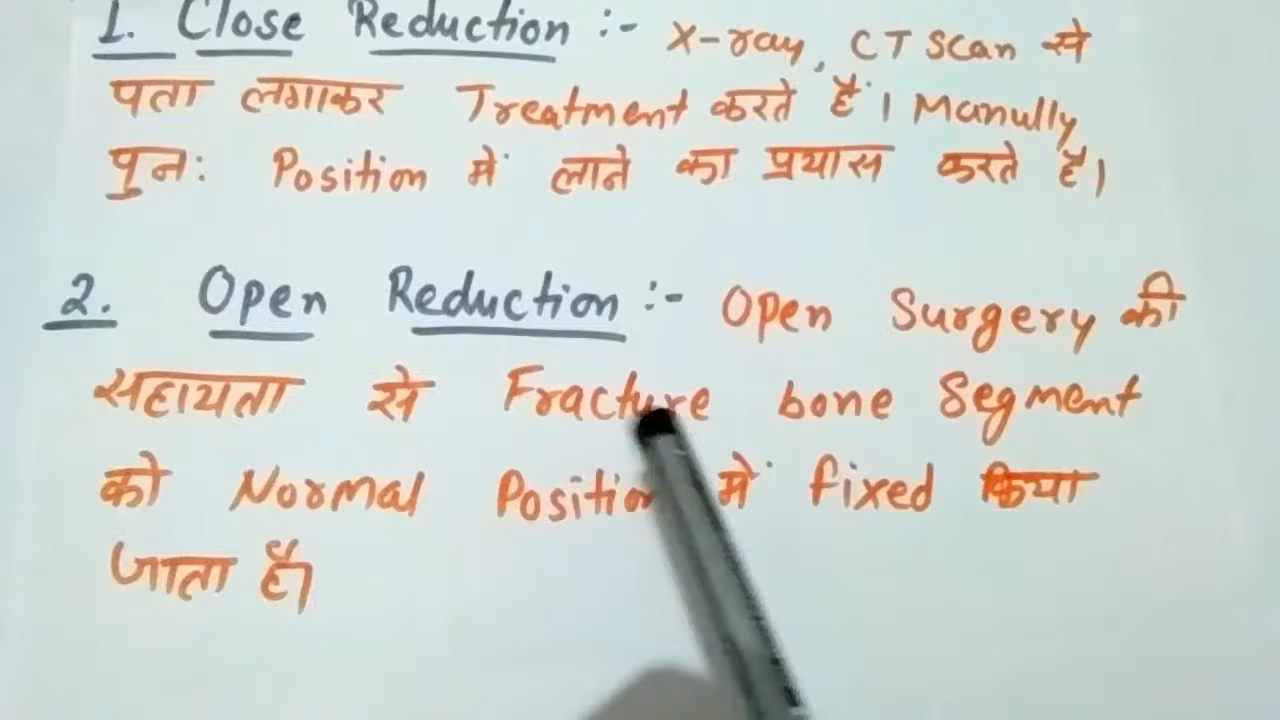 1. Close Reduction :- X-ray, CT Scan से
पता लगाकर Treatment करते हैं। Manully
पुनः Position में लाने का प्रयास करते है।
2. Open Reduction :- Open Surgery की
सहायता से Fracture bone Segment
को Normal Position में fixed किया
जाता है।